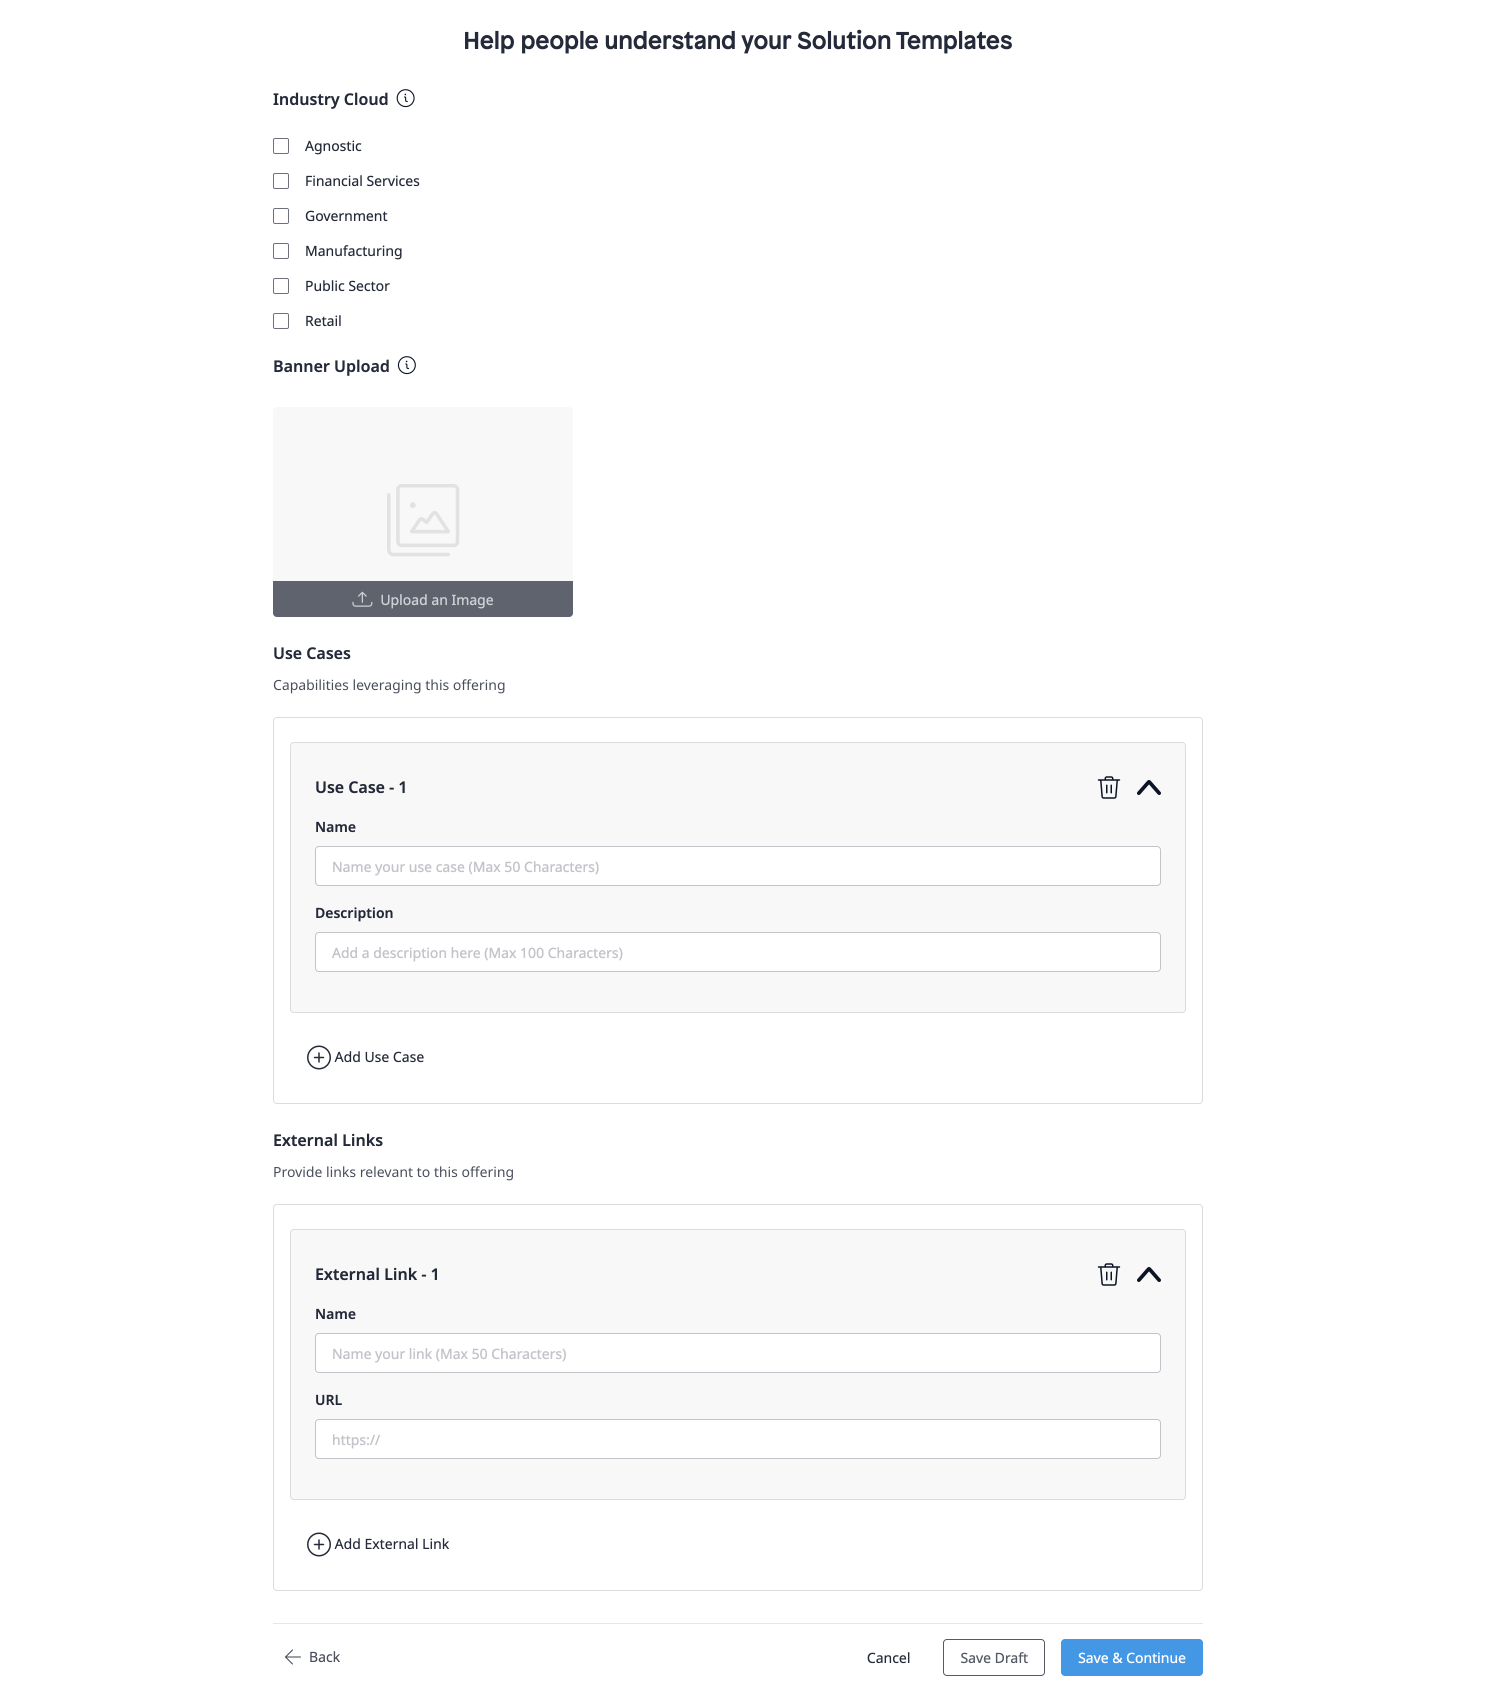 Help people understand your Solution Templates
Industry Cloud
Agnostic
Financial Services
Government
Manufacturing
Public Sector
Retail
Banner Upload
Upload an Image
Use Cases
Capabilities leveraging this offering
Use Case - 1
Name
Name your use case (Max 50 Characters)
Description
Add a description here (Max 100 Characters)
Add Use Case
External Links
Provide links relevant to this offering
External Link - 1
Name
Name your link (Max 50 Characters)
URL
https://
Add External Link
Back
Cancel
Save Draft
Save & Continue